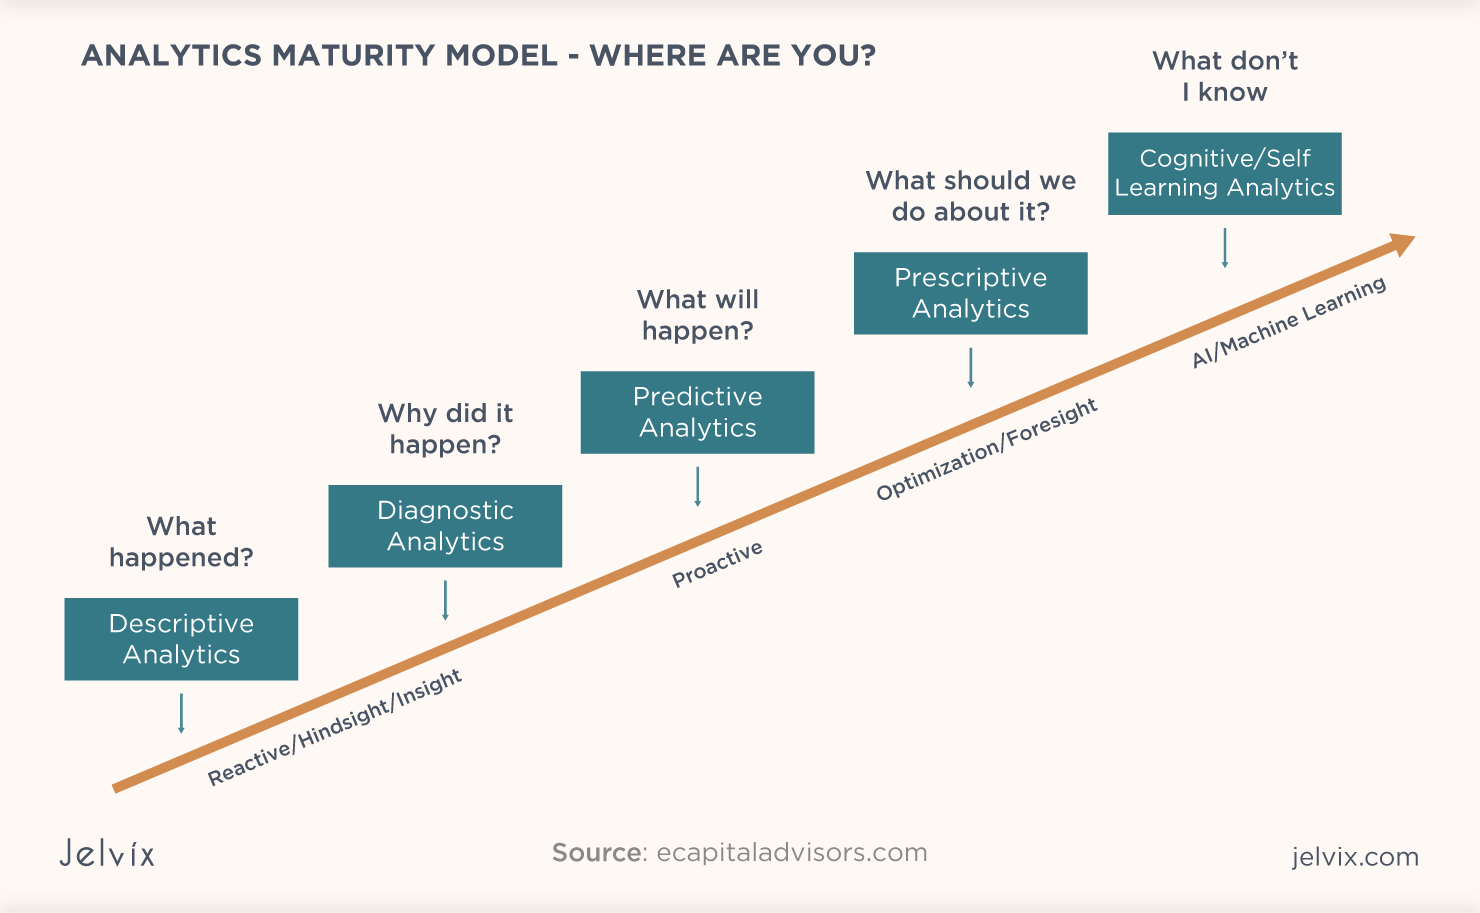 ANALYTICS MATURITY MODEL - WHERE ARE YOU?
What
happened?
Descriptive
Analytics
Why did it
happen?
Diagnostic
Analytics
What will
happen?
Predictive
Analytics
What should we
do about it?
Prescriptive
Analytics
What don’t
I know
Cognitive/Self
Learning Analytics
Reactive/Hindsight/Insight
Proactive
Optimization/Foresight
AI/Machine Learning
Jelvíx
Source: ecapitaladvisors.com
jelvix.com